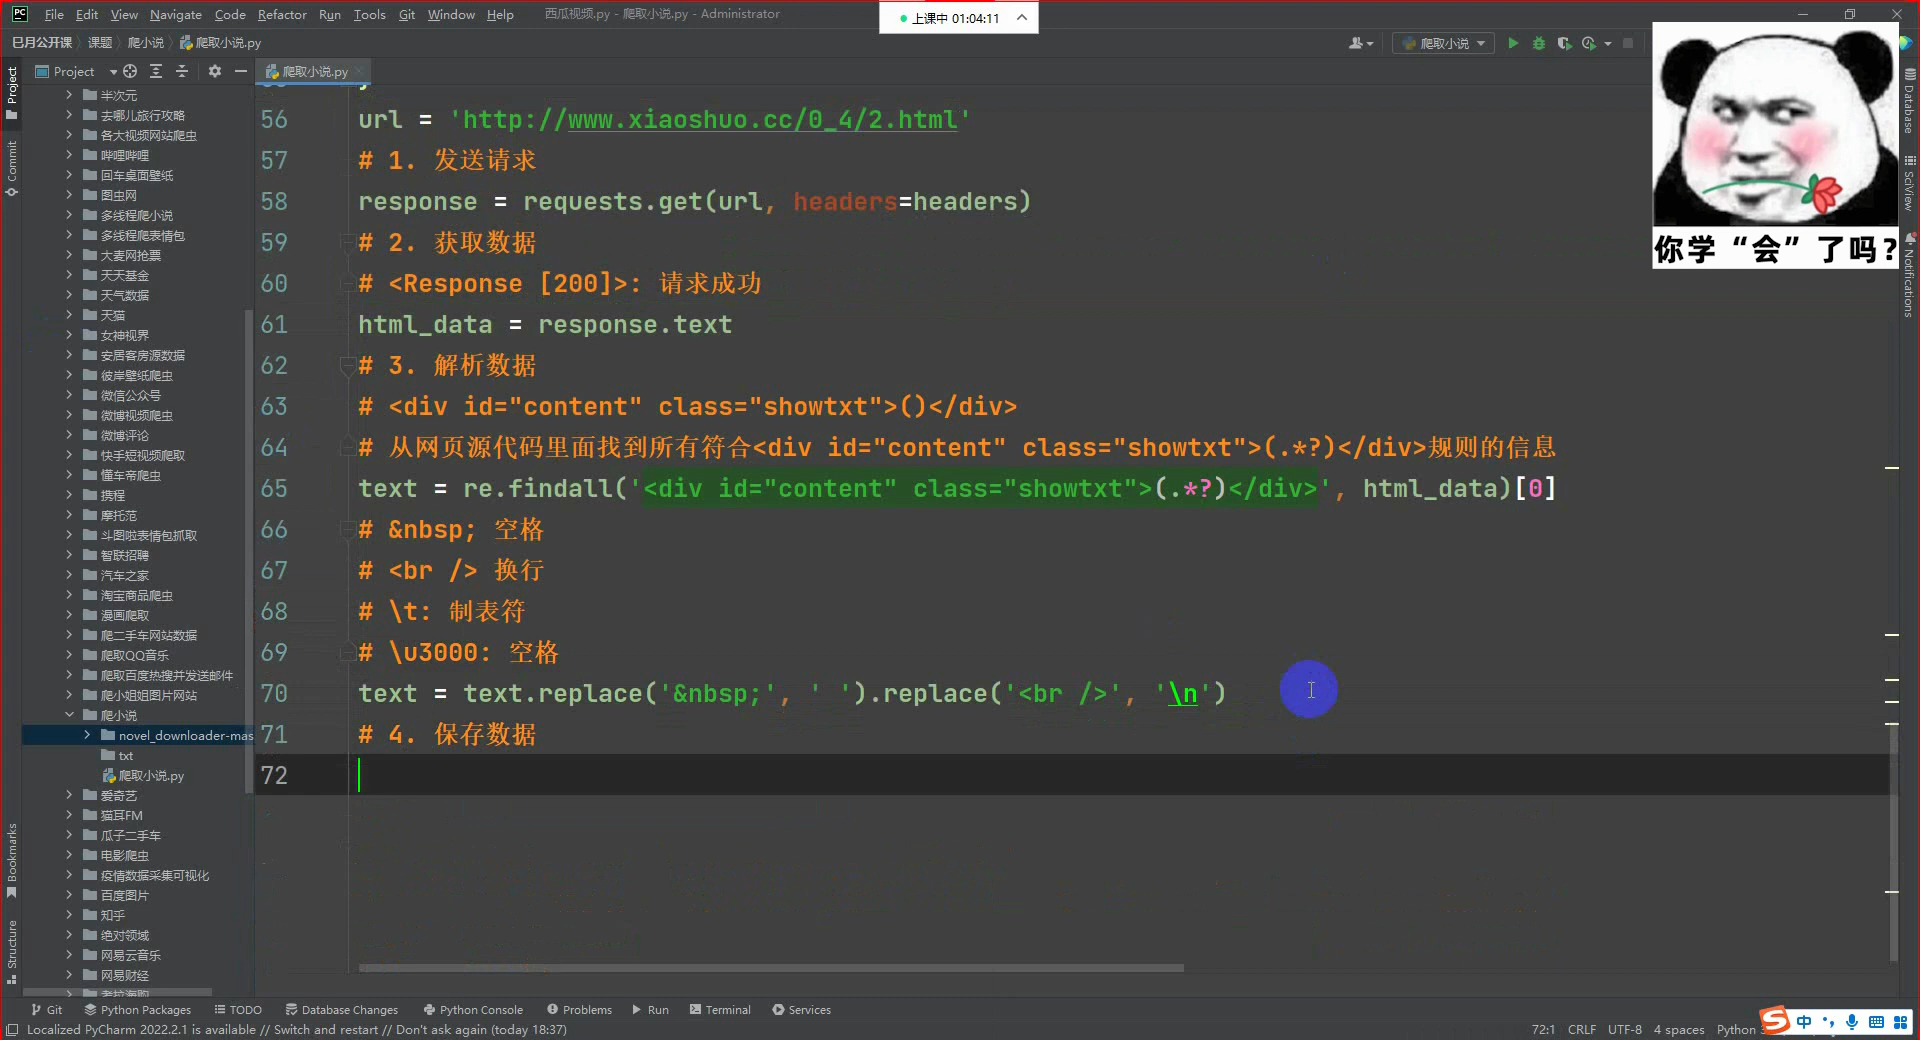 PC File Edit View Navigate Code Refactor Run Tools Git Window Help 西瓜视频.py - 爬取小说.py - Administrator
上课中 01:04:11
巳月公开课 课题 爬小说 爬取小说.py
爬取小说
Project
爬取小说.py
Project
Commit
Bookmarks
Structure
半次元
去哪儿旅行攻略
各大视频网站爬虫
哔哩哔哩
回车桌面壁纸
图虫网
多线程爬小说
多线程爬表情包
大麦网抢票
天天基金
天气数据
天猫
女神视界
安居客房源数据
彼岸壁纸爬虫
微信公众号
微博视频爬虫
微博评论
快手短视频爬取
懂车帝爬虫
携程
摩托范
斗图啦表情包抓取
智联招聘
汽车之家
淘宝商品爬虫
漫画爬取
爬二手车网站数据
爬取QQ音乐
爬取百度热搜并发送邮件
爬小姐姐图片网站
爬小说
novel_downloader-mas
txt
爬取小说.py
爱奇艺
猫耳FM
瓜子二手车
电影爬虫
疫情数据采集可视化
百度图片
知乎
绝对领域
网易云音乐
网易财经
考拉海购
56 url = 'http://www.xiaoshuo.cc/0_4/2.html'
57 # 1. 发送请求
58 response = requests.get(url, headers=headers)
59 # 2. 获取数据
60 # <Response [200]>: 请求成功
61 html_data = response.text
62 # 3. 解析数据
63 # <div id="content" class="showtxt">()</div>
64 # 从网页源代码里面找到所有符合<div id="content" class="showtxt">(.*?)</div>规则的信息
65 text = re.findall('<div id="content" class="showtxt">(.*?)</div>', html_data)[0]
66 # &nbsp; 空格
67 # <br /> 换行
68 # \t: 制表符
69 # \u3000: 空格
70 text = text.replace('&nbsp;', ' ').replace('<br />', '\n')
71 # 4. 保存数据
72
你学“会”了吗?
Database
SciView
Notifications
Git Python Packages TODO Database Changes Python Console Problems Run Terminal Services
Localized PyCharm 2022.2.1 is available // Switch and restart // Don't ask again (today 18:37)
72:1 CRLF UTF-8 4 spaces Python 3
S 中